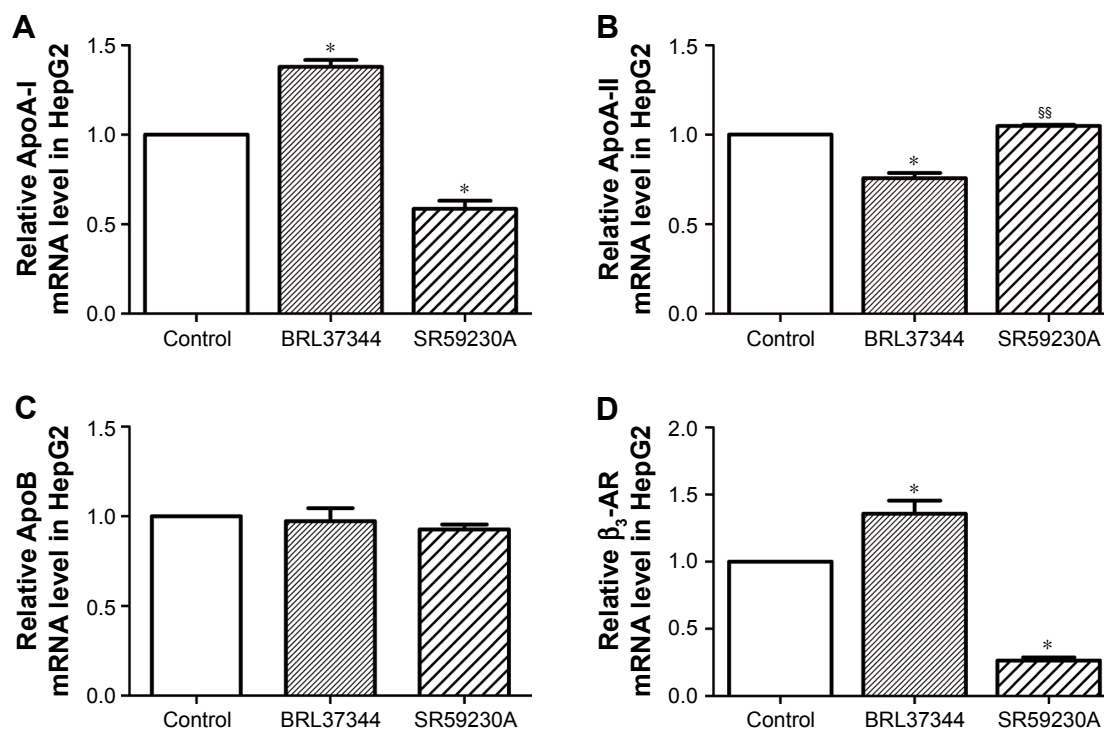 A
Relative ApoA-I
mRNA level in HepG2
1.5
1.0
0.5
0.0
*
*
Control
BRL37344
SR59230A
B
Relative ApoA-II
mRNA level in HepG2
1.5
1.0
0.5
0.0
*
§§
Control
BRL37344
SR59230A
C
Relative ApoB
mRNA level in HepG2
1.5
1.0
0.5
0.0
Control
BRL37344
SR59230A
D
Relative β₃-AR
mRNA level in HepG2
2.0
1.5
1.0
0.5
0.0
*
*
Control
BRL37344
SR59230A